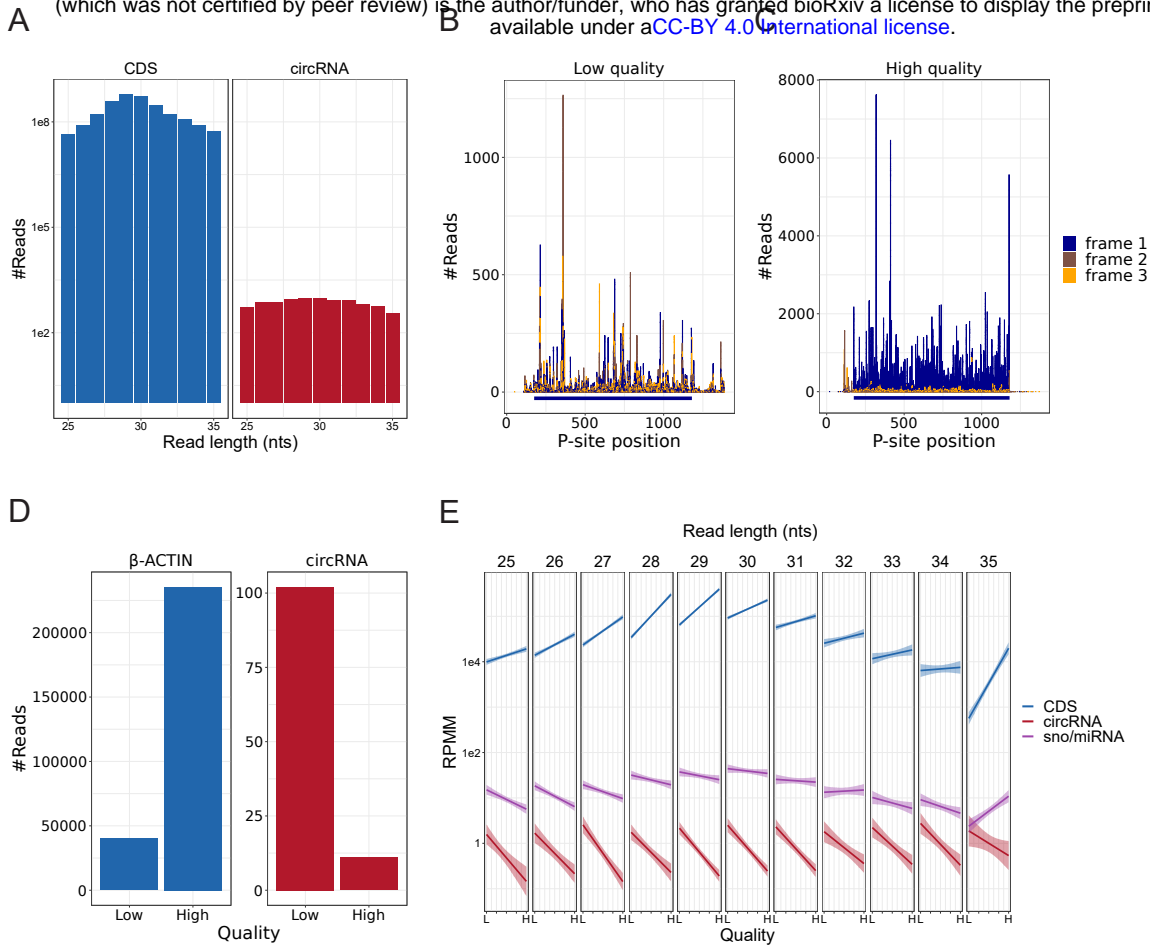 (which was not certified by peer review) is the author/funder, who has granted bioRxiv a license to display the prepri
available under aCC-BY 4.0 International license.
A
B
C
CDS
circRNA
#Reads
1e8
1e5
1e2
25
30
35
25
30
35
Read length (nts)
Low quality
#Reads
1000
500
0
0
500
1000
P-site position
High quality
#Reads
8000
6000
4000
2000
0
0
500
1000
P-site position
frame 1
frame 2
frame 3
D
β-ACTIN
circRNA
#Reads
200000
150000
100000
50000
0
100
75
50
25
0
Low
High
Low
High
Quality
E
Read length (nts)
25
26
27
28
29
30
31
32
33
34
35
RPMM
1e4
1e2
1
L
H
L
H
L
H
L
H
L
H
L
H
L
H
L
H
L
H
L
H
L
H
Quality
CDS
circRNA
sno/miRNA